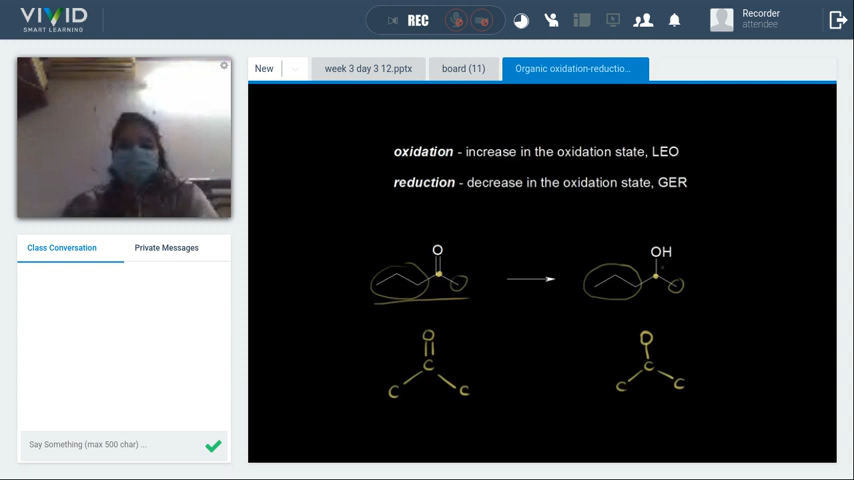 VIVID
SMART LEARNING
REC
Recorder
attendee
New
week 3 day 3 12.pptx
board (11)
Organic oxidation-reductio...
oxidation - increase in the oxidation state, LEO
reduction - decrease in the oxidation state, GER
O
OH
O
C
C C
O
C
C C
Class Conversation
Private Messages
Say Something (max 500 char) ...